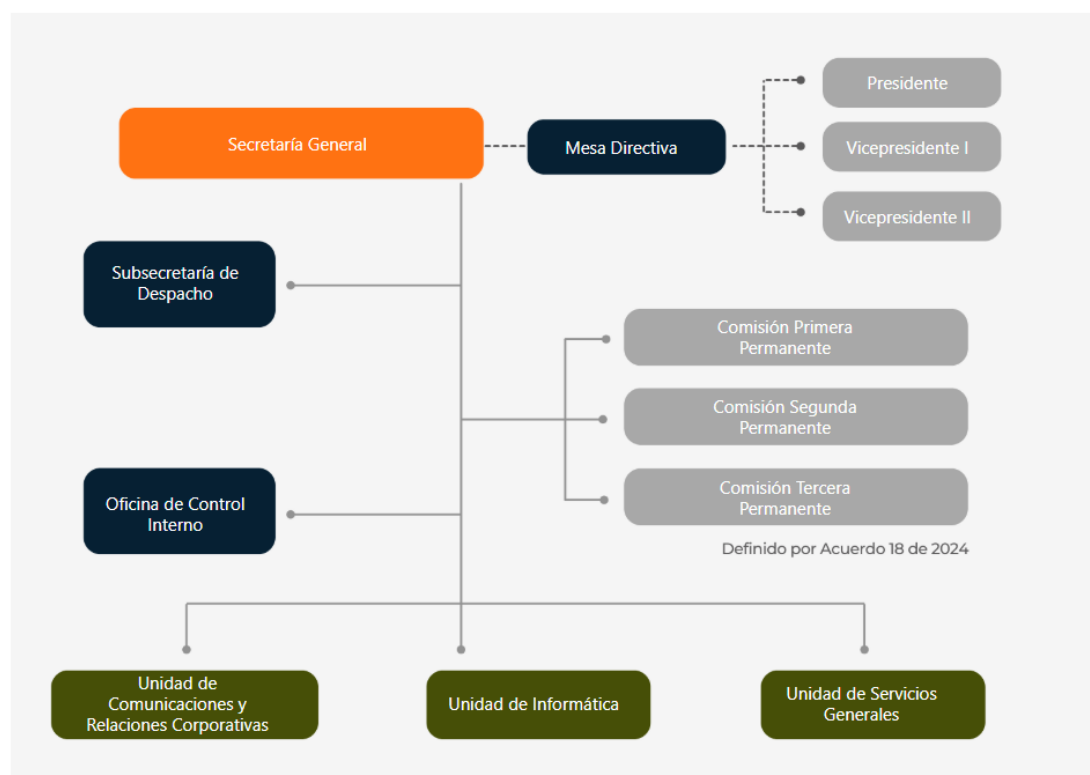 Presidente
Secretaría General
Mesa Directiva
Vicepresidente I
Vicepresidente II
Subsecretaría de
Despacho
Comisión Primera
Permanente
Comisión Segunda
Permanente
Oficina de Control
Interno
Comisión Tercera
Permanente
Definido por Acuerdo 18 de 2024
Unidad de
Comunicaciones y
Relaciones Corporativas
Unidad de Informática
Unidad de Servicios
Generales